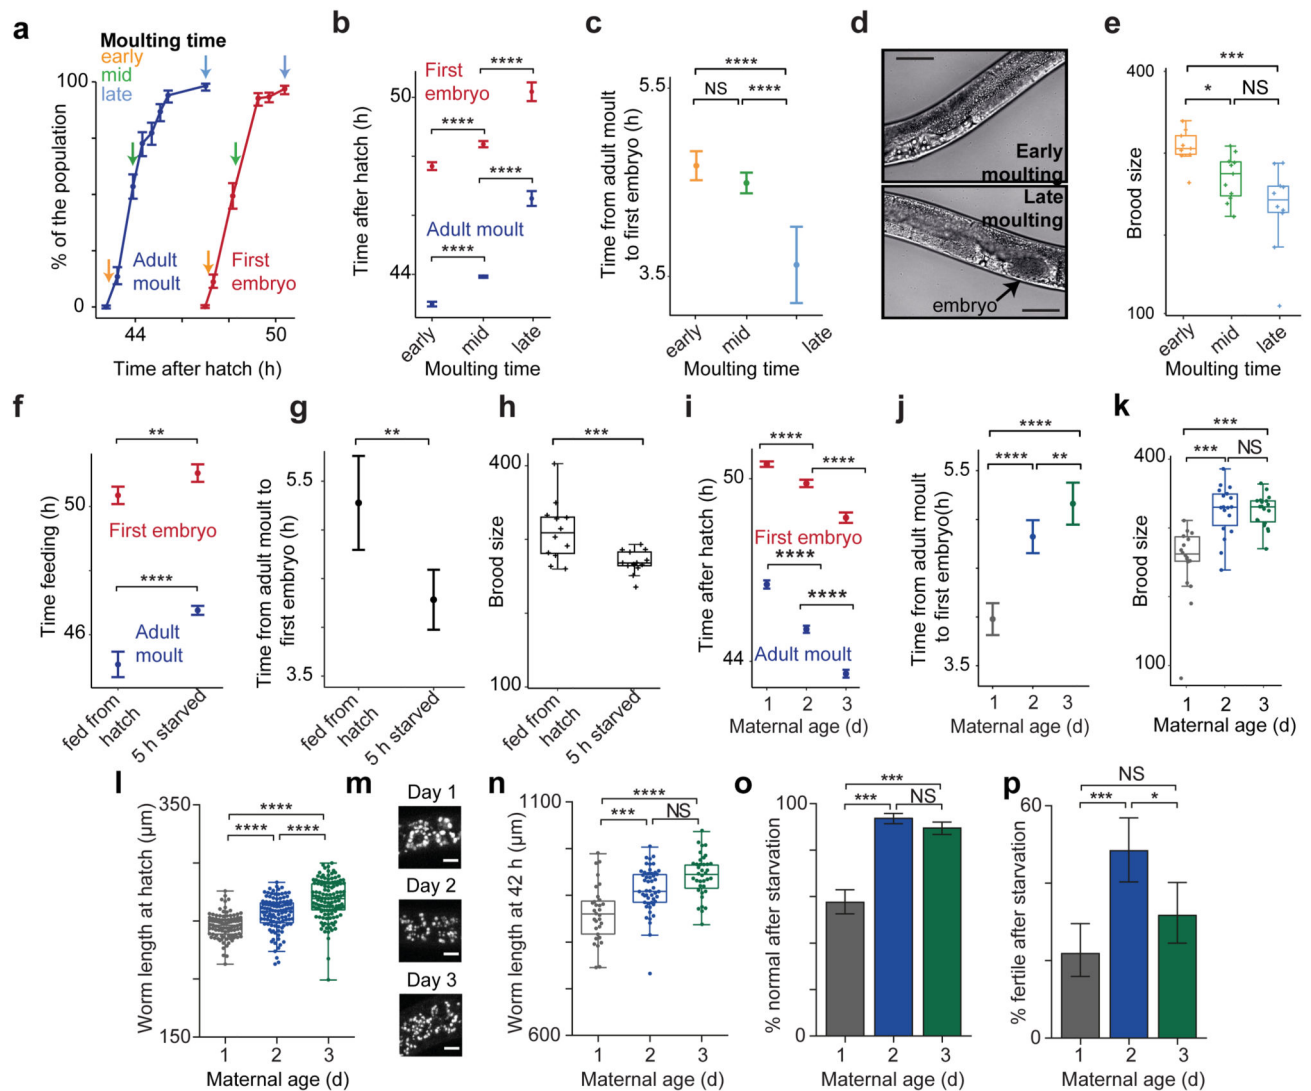 a
Moulting time
early
mid
late
100
% of the population
0
Adult
moult
First
embryo
44
50
Time after hatch (h)
b
First
embryo
****
50
****
****
Time after hatch (h)
Adult moult
****
44
early
mid
late
Moulting time
c
5.5
****
NS
****
Time from adult moult
to first embryo (h)
3.5
early
mid
late
Moulting time
d
Early
moulting
Late
moulting
embryo
e
400
***
*
NS
Brood size
100
early
mid
late
Moulting time
f
**
50
First embryo
Time feeding (h)
****
46
Adult
moult
fed from
hatch
5 h starved
g
**
5.5
Time from adult moult to
first embryo (h)
3.5
fed from
hatch
5 h starved
h
***
400
Brood size
100
fed from
hatch
5 h starved
i
****
****
50
First embryo
Time after hatch (h)
****
****
Adult moult
44
1 2 3
Maternal age (d)
j
****
****
**
5.5
Time from adult moult
to first embryo(h)
3.5
1 2 3
Maternal age (d)
k
***
***
NS
400
Brood size
100
1 2 3
Maternal age (d)
l
350
****
****
****
Worm length at hatch (µm)
150
1 2 3
Maternal age (d)
m
Day 1
Day 2
Day 3
n
1100
****
***
NS
Worm length at 42 h (µm)
600
1 2 3
Maternal age (d)
o
***
***
NS
100
% normal after starvation
0
1 2 3
Maternal age (d)
p
NS
***
*
60
% fertile after starvation
0
1 2 3
Maternal age (d)